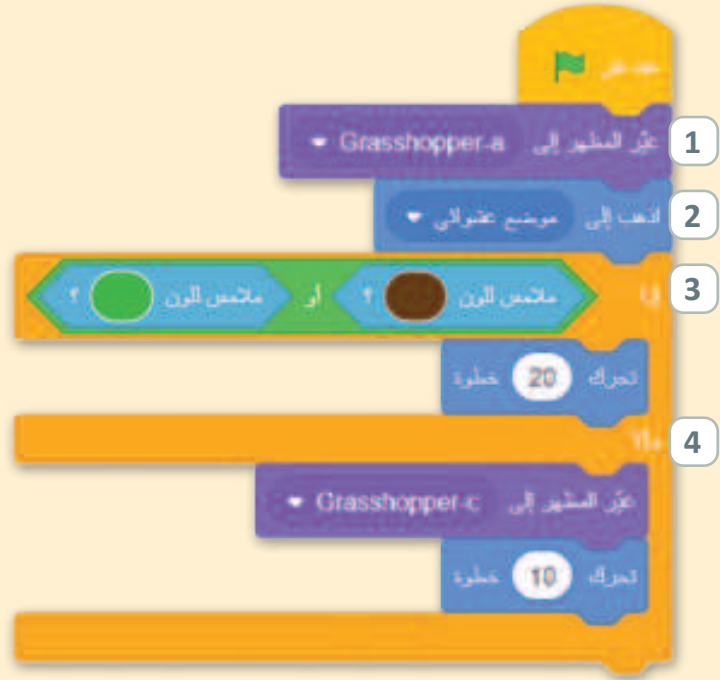 عند نقر
غيّر المظهر إلى Grasshopper-a
1
اذهب إلى موضع عشوائي
2
إذا ملامس للون ؟ أو ملامس للون ؟
3
تحرك 20 خطوة
وإلا
4
غيّر المظهر إلى Grasshopper-c
تحرك 10 خطوة